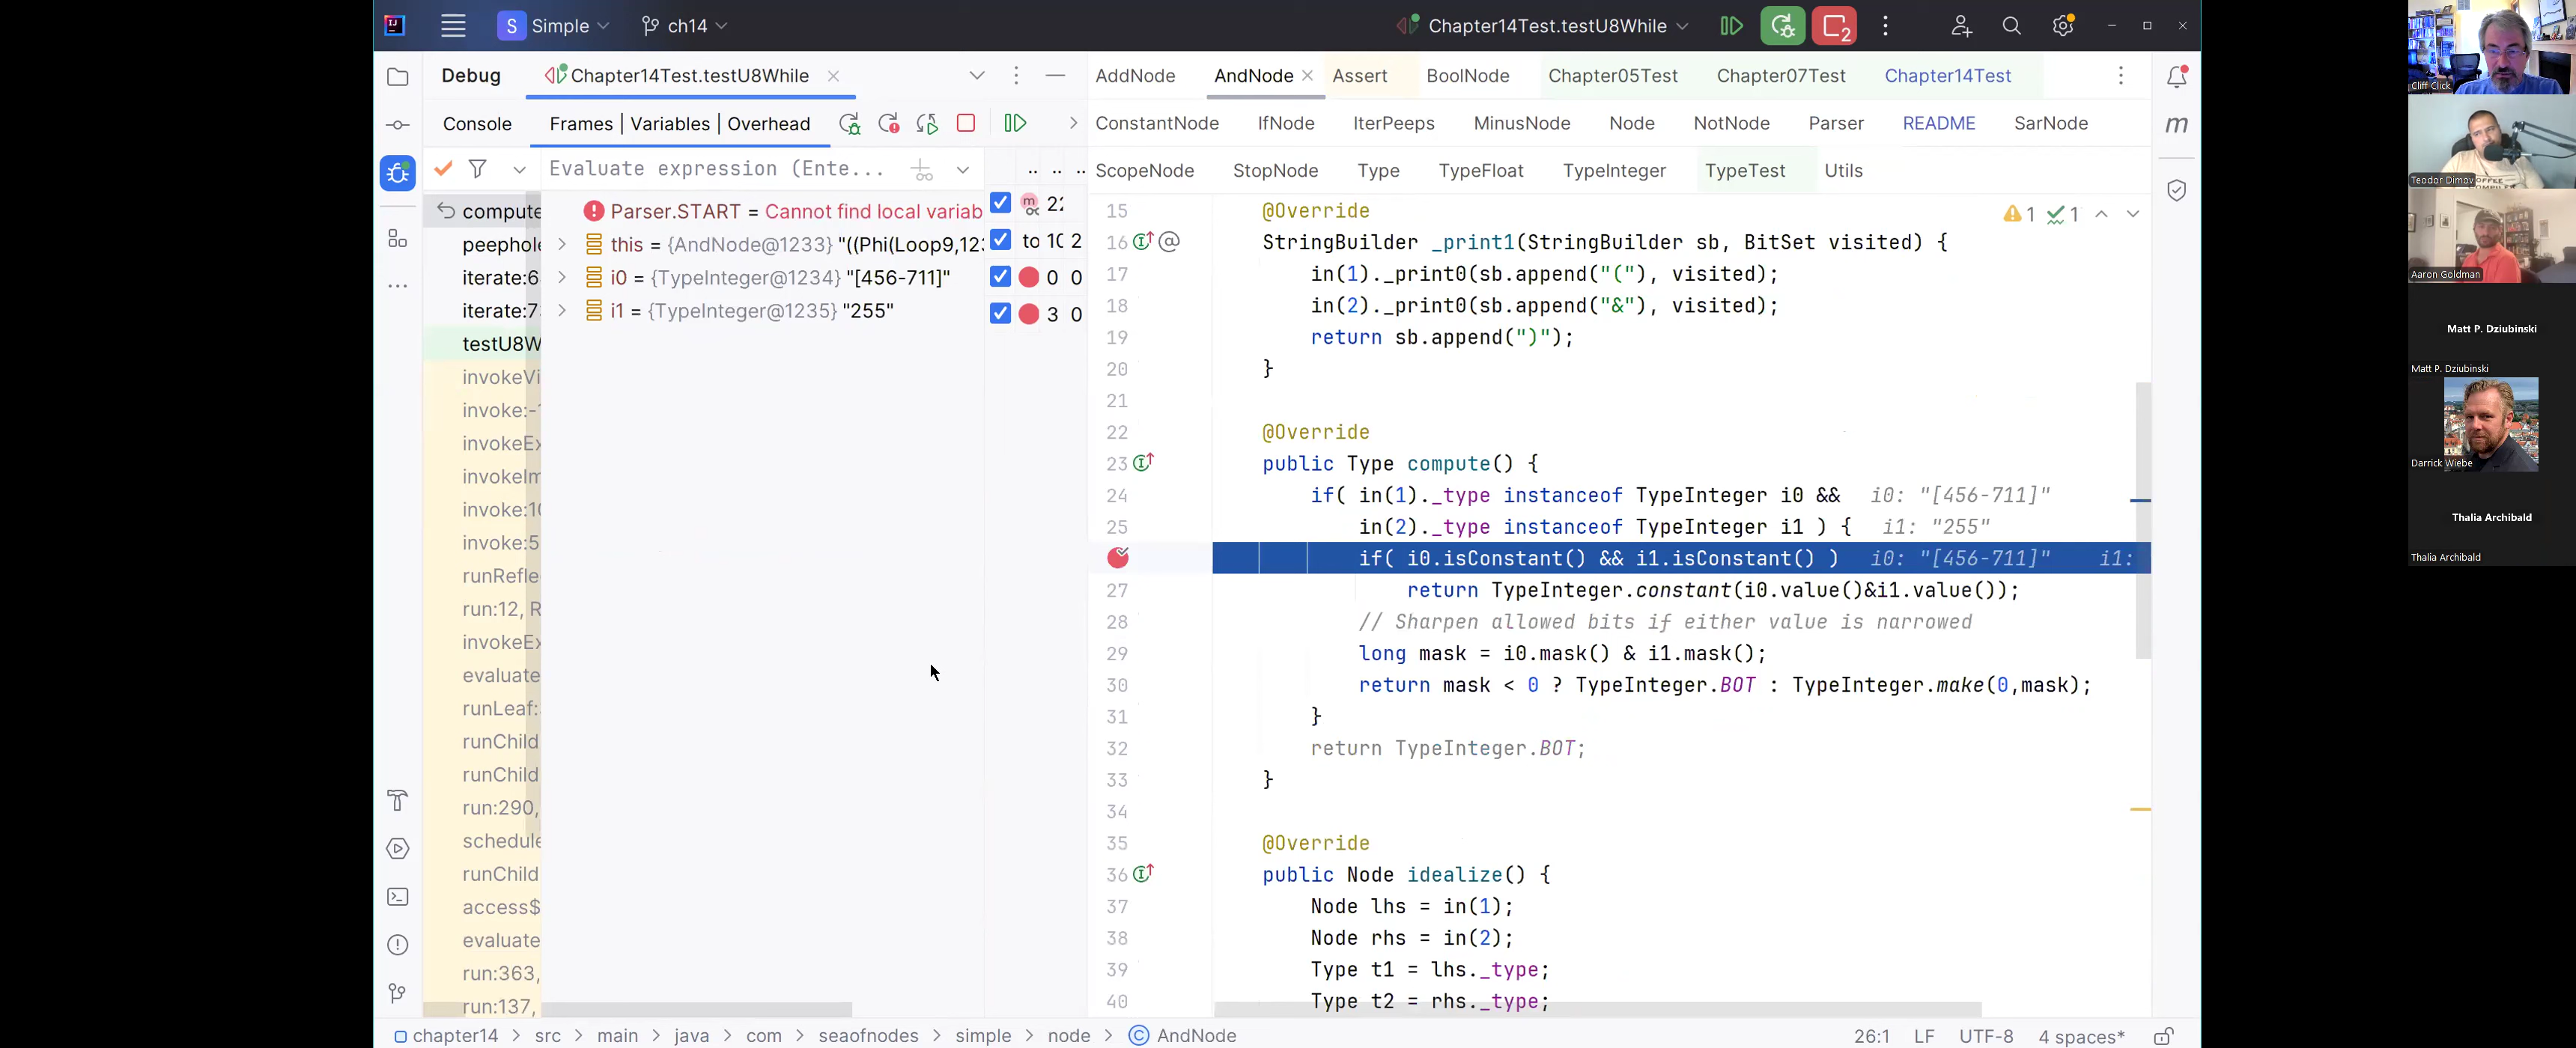 S Simple
ch14
Chapter14Test.testU8While
2
Debug
Chapter14Test.testU8While
Console
Frames | Variables | Overhead
Evaluate expression (Ente...
compute
peephole
iterate:6
iterate:7
testU8W
invokeVi
invoke:-
invokeEx
invokeIm
invoke:10
invoke:5
runRefle
run:12, R
invokeEx
evaluate
runLeaf:
runChild
runChild
run:290,
schedule
runChild
access$
evaluate
run:363,
run:137,
Parser.START = Cannot find local variab
this = {AndNode@1233} "((Phi(Loop9,12
i0 = {TypeInteger@1234} "[456-711]"
i1 = {TypeInteger@1235} "255"
.. .. ..
to 10 2
0 0
3 0
AddNode AndNode Assert BoolNode Chapter05Test Chapter07Test Chapter14Test
ConstantNode IfNode IterPeeps MinusNode Node NotNode Parser README SarNode
ScopeNode StopNode Type TypeFloat TypeInteger TypeTest Utils
1 1
15 @Override
16 @ StringBuilder _print1(StringBuilder sb, BitSet visited) {
17 in(1)._print0(sb.append("("), visited);
18 in(2)._print0(sb.append("&"), visited);
19 return sb.append(")");
20 }
21
22 @Override
23 public Type compute() {
24 if( in(1)._type instanceof TypeInteger i0 && i0: "[456-711]"
25 in(2)._type instanceof TypeInteger i1 ) { i1: "255"
if( i0.isConstant() && i1.isConstant() ) i0: "[456-711]" i1:
27 return TypeInteger.constant(i0.value()&i1.value());
28 // Sharpen allowed bits if either value is narrowed
29 long mask = i0.mask() & i1.mask();
30 return mask < 0 ? TypeInteger.BOT : TypeInteger.make(0,mask);
31 }
32 return TypeInteger.BOT;
33 }
34
35 @Override
36 public Node idealize() {
37 Node lhs = in(1);
38 Node rhs = in(2);
39 Type t1 = lhs._type;
40 Type t2 = rhs._type;
chapter14 > src > main > java > com > seaofnodes > simple > node > AndNode
26:1 LF UTF-8 4 spaces*
Cliff Click
Teodor Dimov
Aaron Goldman
Matt P. Dziubinski
Matt P. Dziubinski
Darrick Wiebe
Thalia Archibald
Thalia Archibald